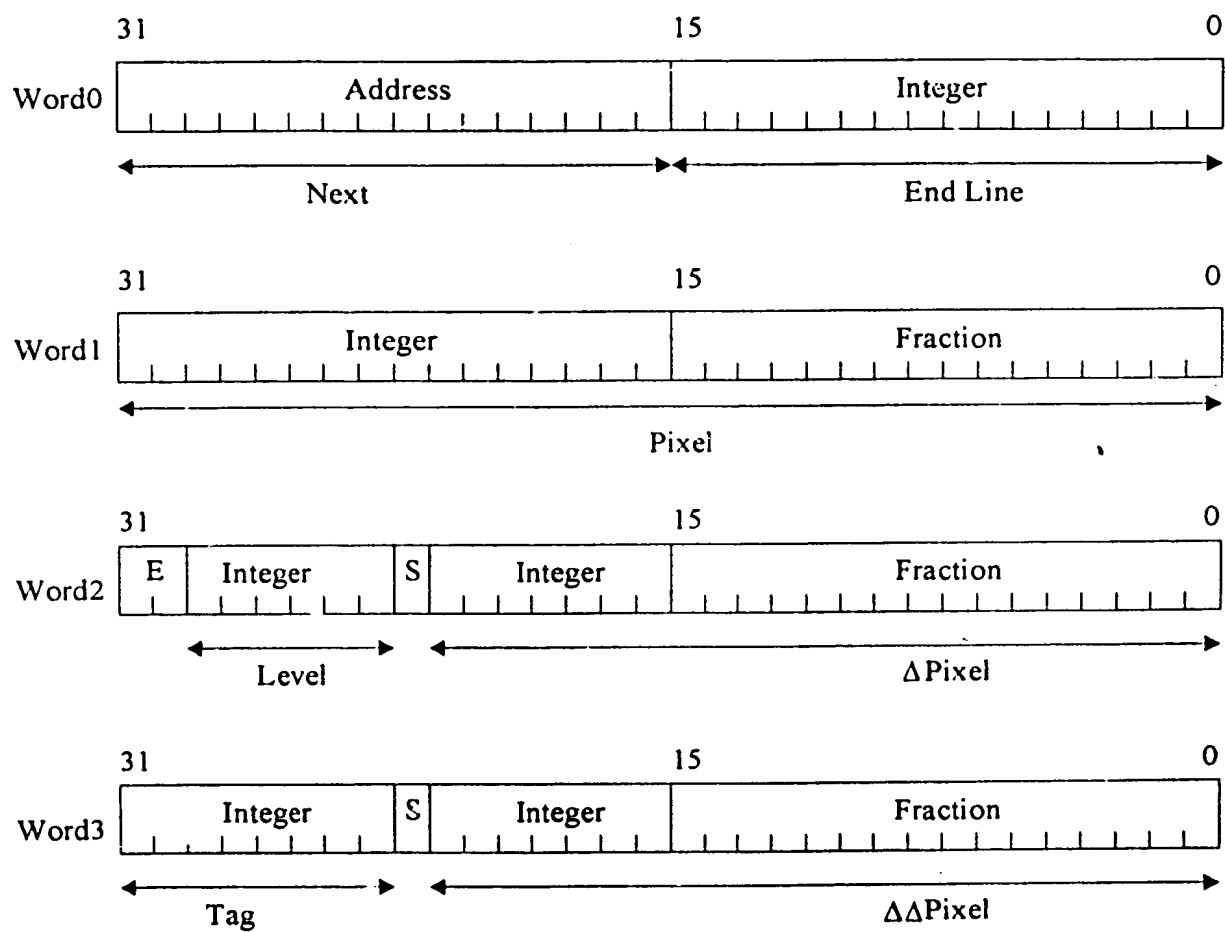 31 15 0
Word0 Address Integer
Next End Line
31 15 0
Word1 Integer Fraction
Pixel
31 15 0
Word2 E Integer S Integer Fraction
Level ΔPixel
31 15 0
Word3 Integer S Integer Fraction
Tag ΔΔPixel